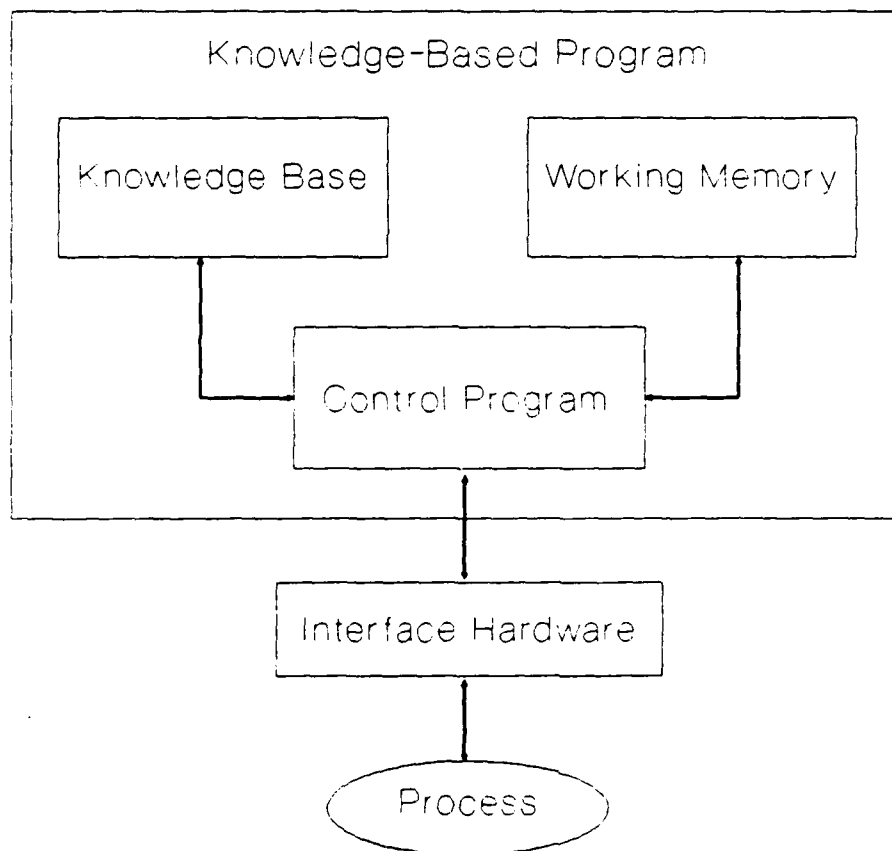 Knowledge-Based Program
Knowledge Base
Working Memory
Control Program
Interface Hardware
Process